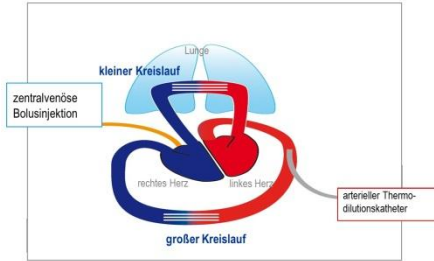 Lunge
kleiner Kreislauf
zentralvenöse
Bolusinjektion
rechtes Herz
linkes Herz
arterieller Thermo-
dilutionskatheter
großer Kreislauf